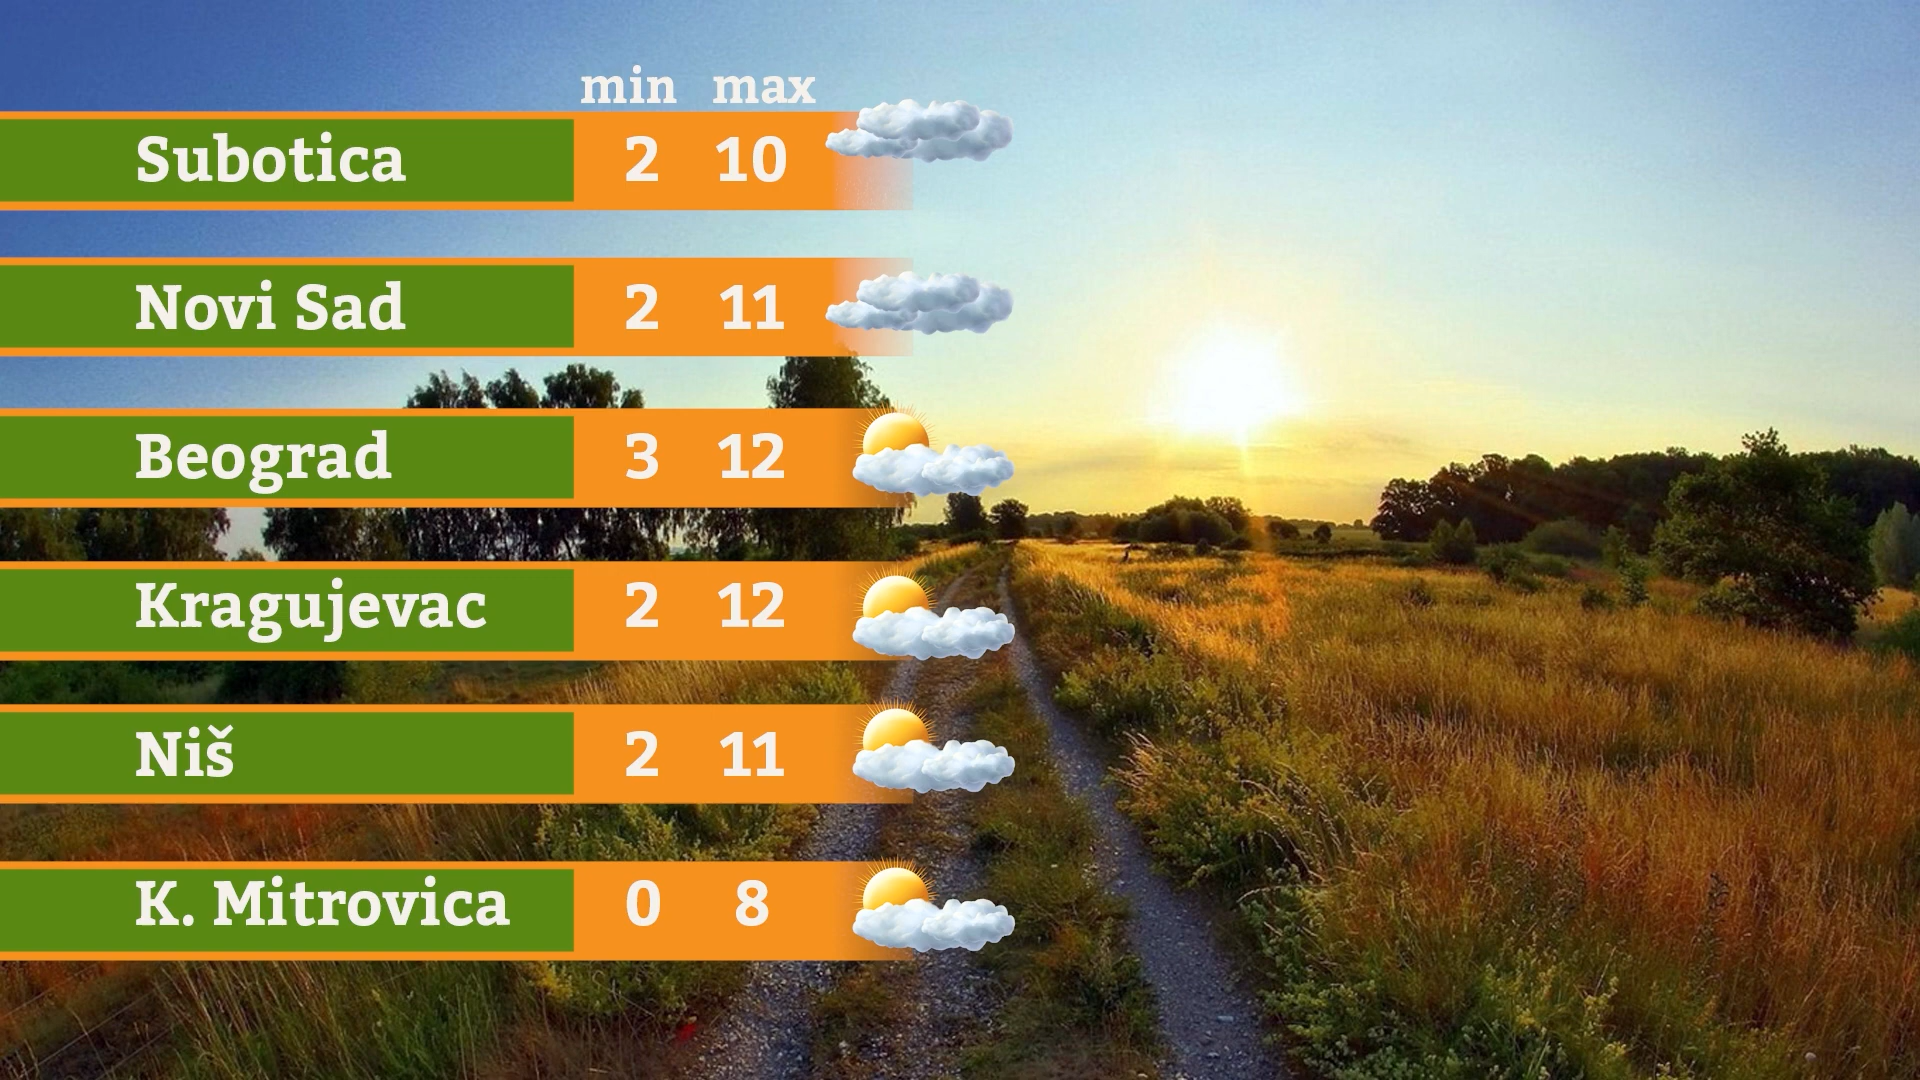 min max
Subotica 2 10
Novi Sad 2 11
Beograd 3 12
Kragujevac 2 12
Niš 2 11
K. Mitrovica 0 8